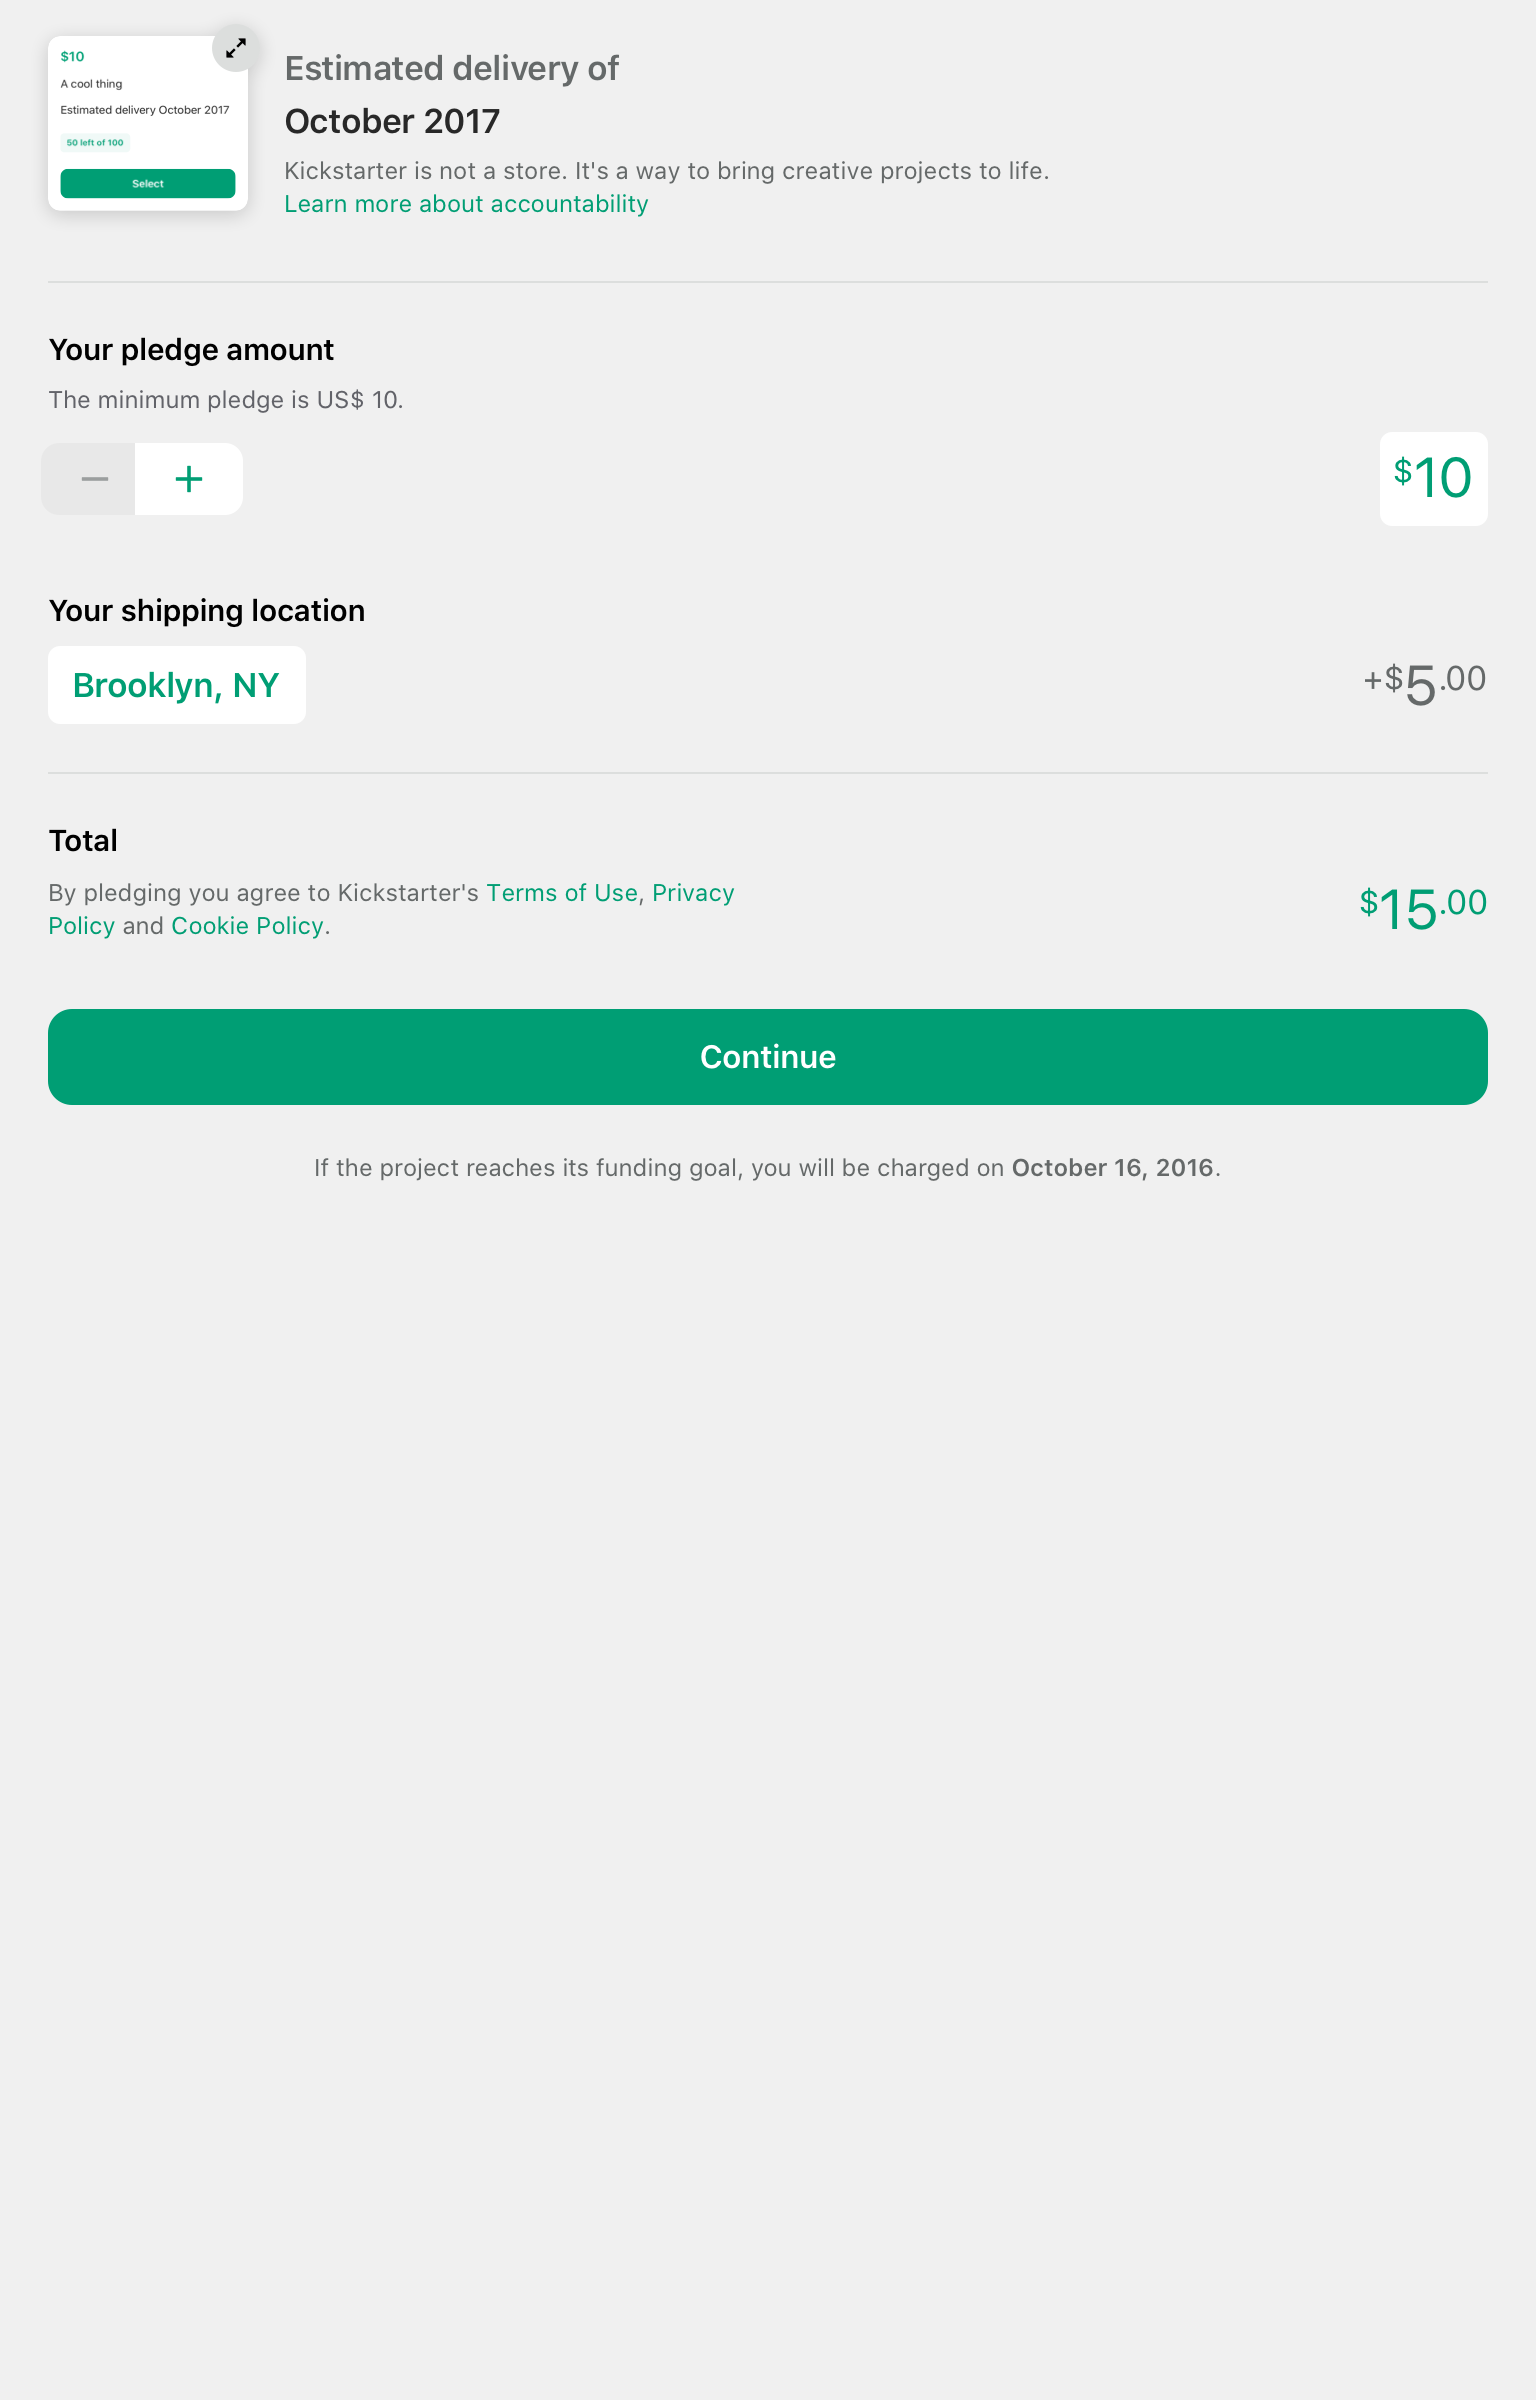 $10
A cool thing
Estimated delivery October 2017
50 left of 100
Select
Estimated delivery of
October 2017
Kickstarter is not a store. It's a way to bring creative projects to life.
Learn more about accountability
Your pledge amount
The minimum pledge is US$ 10.
$10
Your shipping location
Brooklyn, NY
+$5.00
Total
By pledging you agree to Kickstarter's Terms of Use, Privacy
Policy and Cookie Policy.
$15.00
Continue
If the project reaches its funding goal, you will be charged on October 16, 2016.